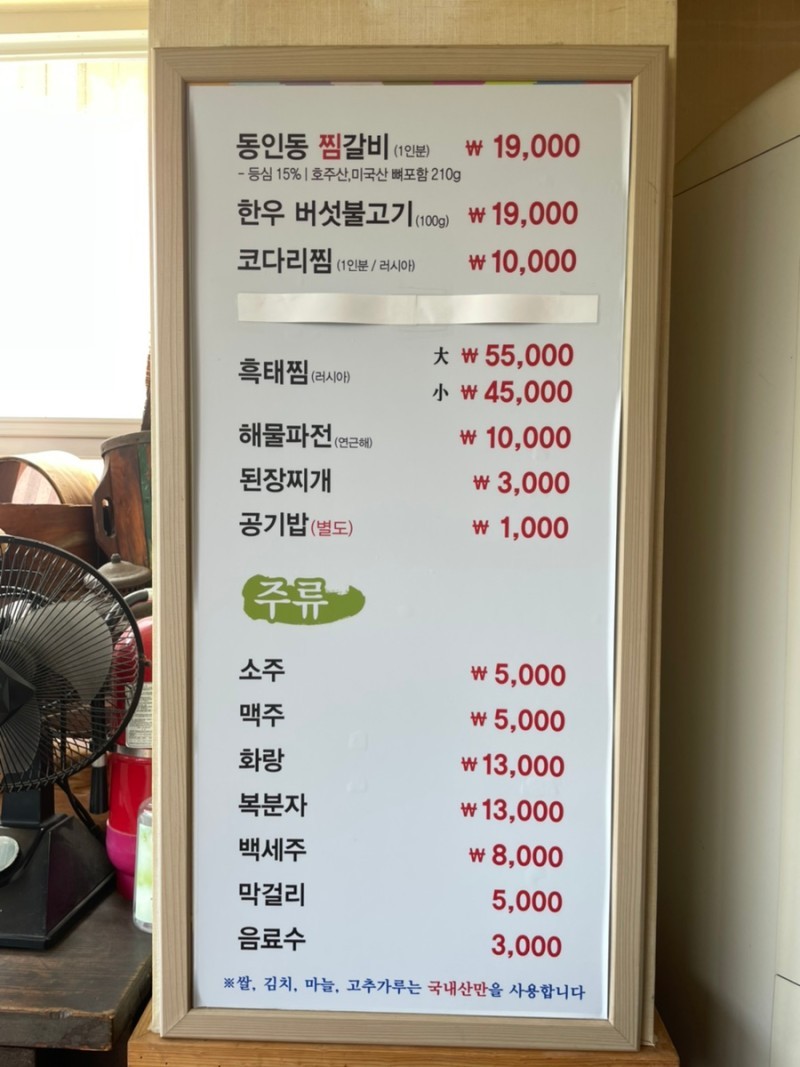 동인동 찜갈비 (1인분) ₩ 19,000
- 등심 15% | 호주산,미국산 뼈포함 210g
한우 버섯불고기 (100g) ₩ 19,000
코다리찜 (1인분 / 러시아) ₩ 10,000
흑태찜 (러시아) 大 ₩ 55,000
小 ₩ 45,000
해물파전 (연근해) ₩ 10,000
된장찌개 ₩ 3,000
공기밥 (별도) ₩ 1,000
주류
소주 ₩ 5,000
맥주 ₩ 5,000
화랑 ₩ 13,000
복분자 ₩ 13,000
백세주 ₩ 8,000
막걸리 5,000
음료수 3,000
※쌀, 김치, 마늘, 고추가루는 국내산만을 사용합니다